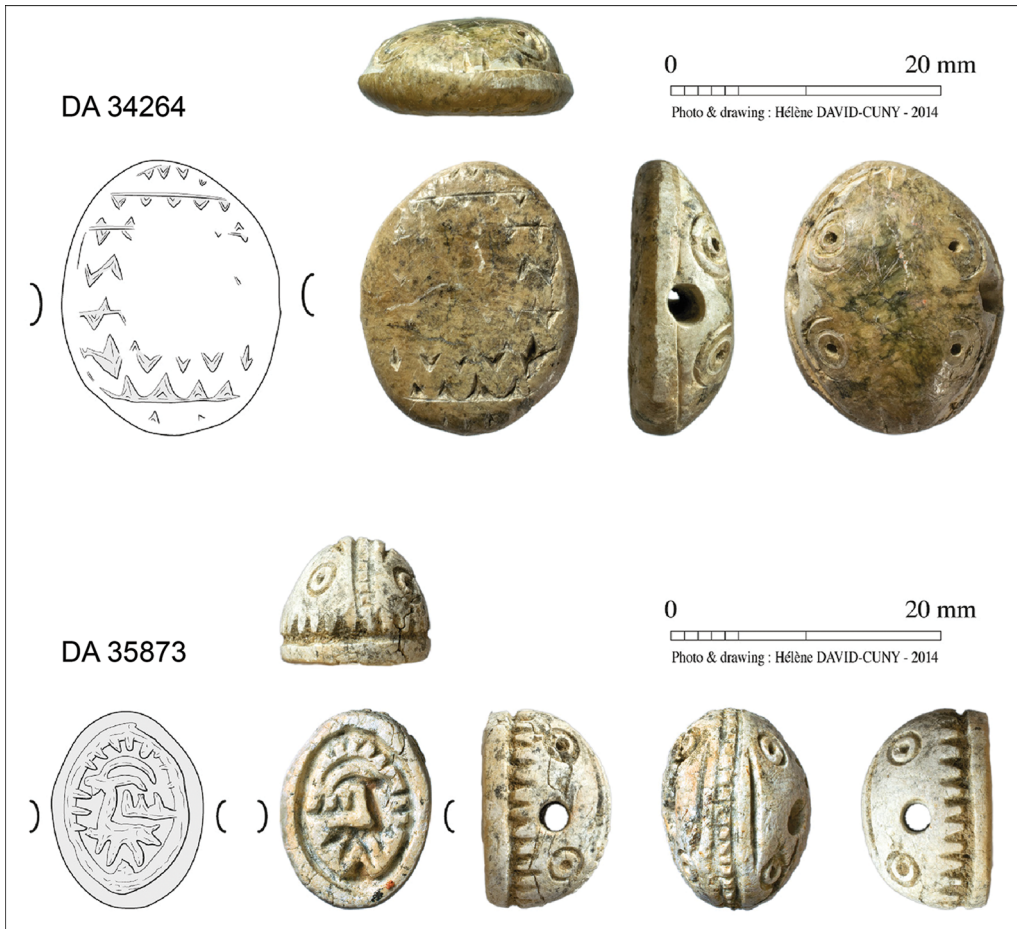 DA 34264
0 20 mm
Photo & drawing : Hélène DAVID-CUNY - 2014
DA 35873
0 20 mm
Photo & drawing : Hélène DAVID-CUNY - 2014